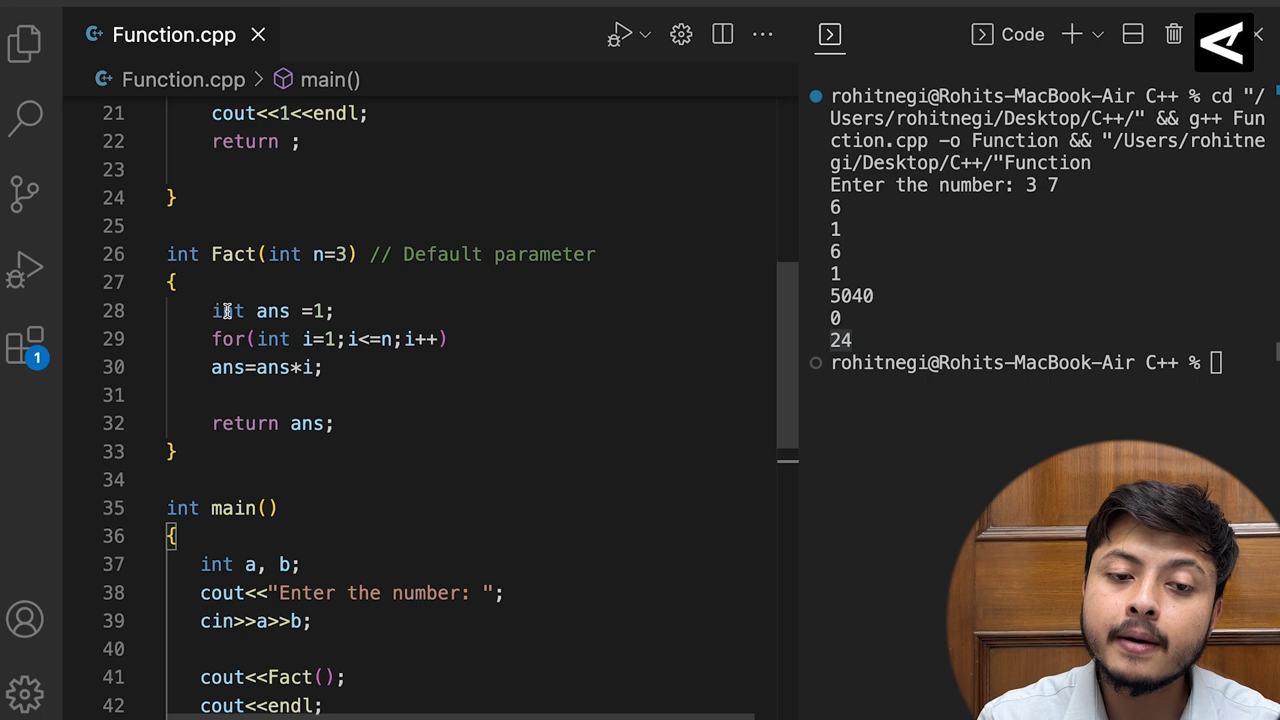 Function.cpp
Code
Function.cpp > main()
21 cout<<1<<endl;
22 return ;
23
24 }
25
26 int Fact(int n=3) // Default parameter
27 {
28 int ans =1;
29 for(int i=1;i<=n;i++)
30 ans=ans*i;
31
32 return ans;
33 }
34
35 int main()
36 {
37 int a, b;
38 cout<<"Enter the number: ";
39 cin>>a>>b;
40
41 cout<<Fact();
42 cout<<endl;
1
rohitnegi@Rohits-MacBook-Air C++ % cd "/
Users/rohitnegi/Desktop/C++/" && g++ Fun
ction.cpp -o Function && "/Users/rohitne
gi/Desktop/C++/"Function
Enter the number: 3 7
6
1
6
1
5040
0
24
rohitnegi@Rohits-MacBook-Air C++ %